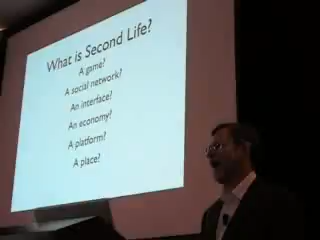 What is Second Life?
A game?
A social network?
An interface?
An economy?
A platform?
A place?